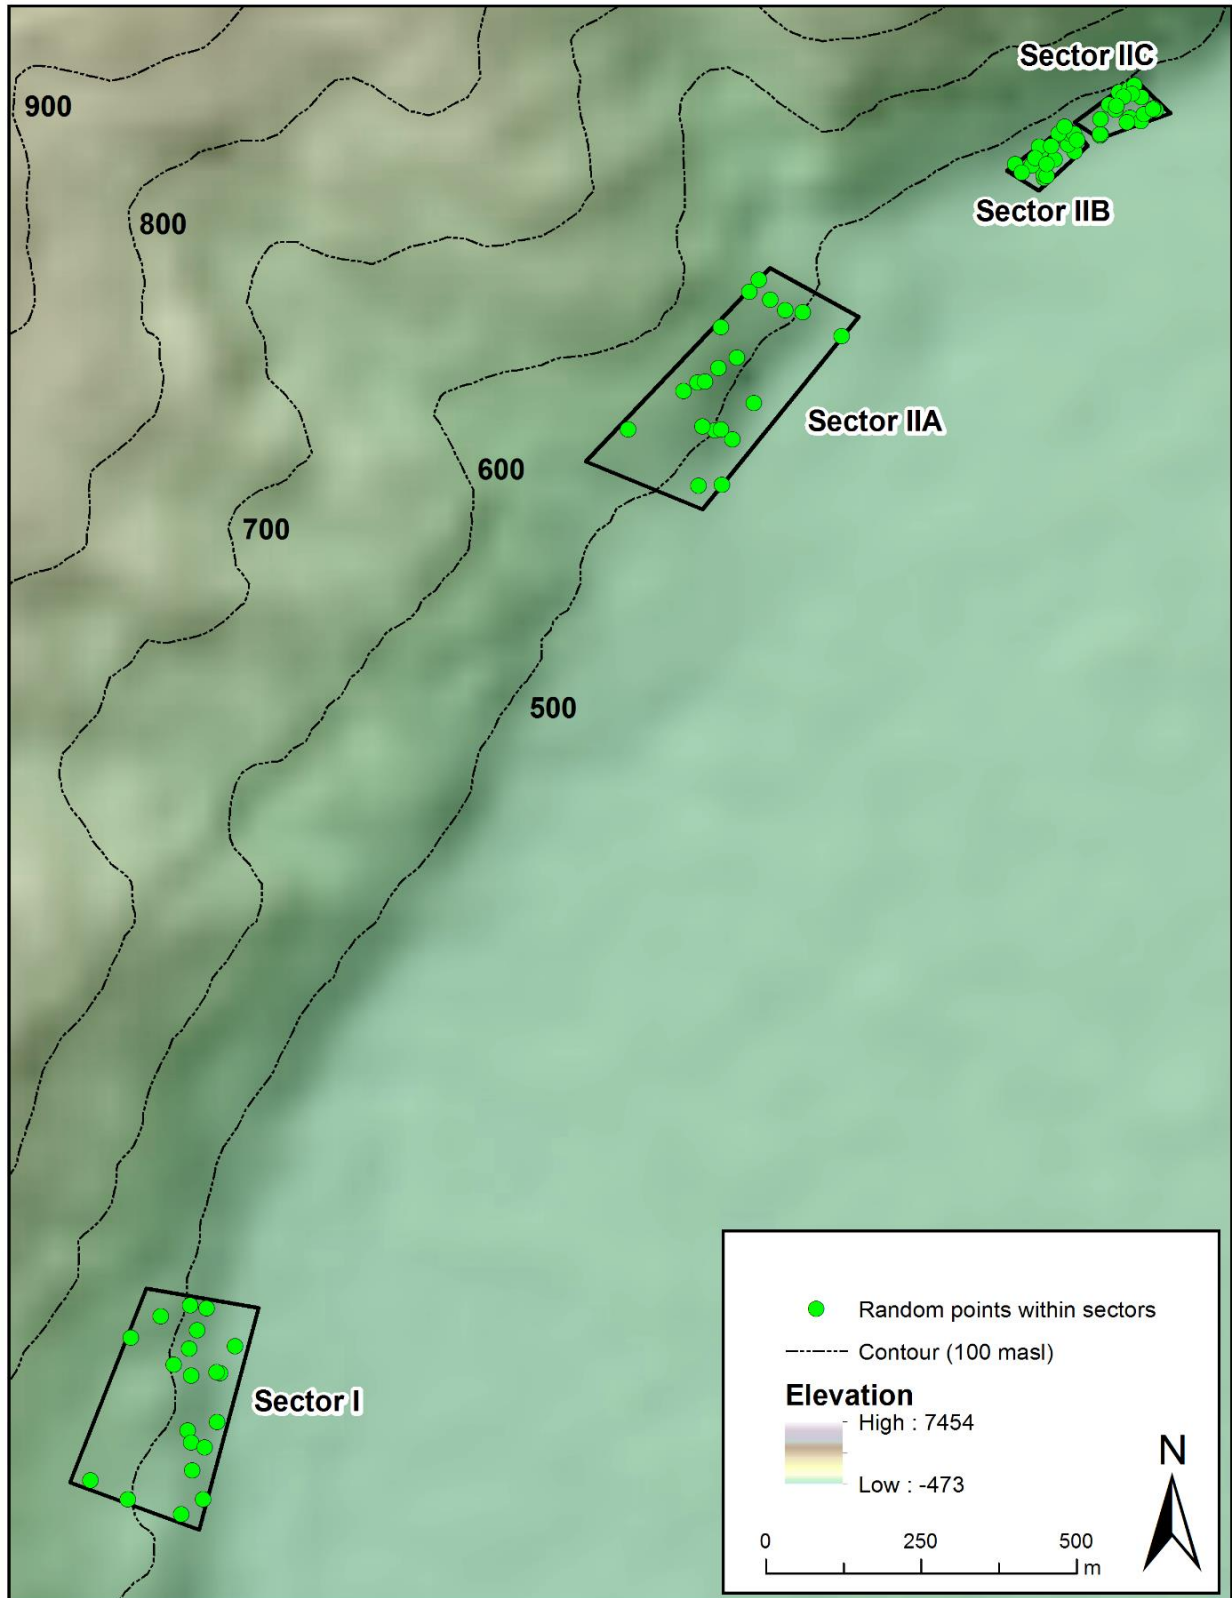 Sector IIC
900
800
Sector IIB
Sector IIA
600
700
500
Sector I
Random points within sectors
Contour (100 masl)
Elevation
High : 7454
Low : -473
N
0 250 500
m